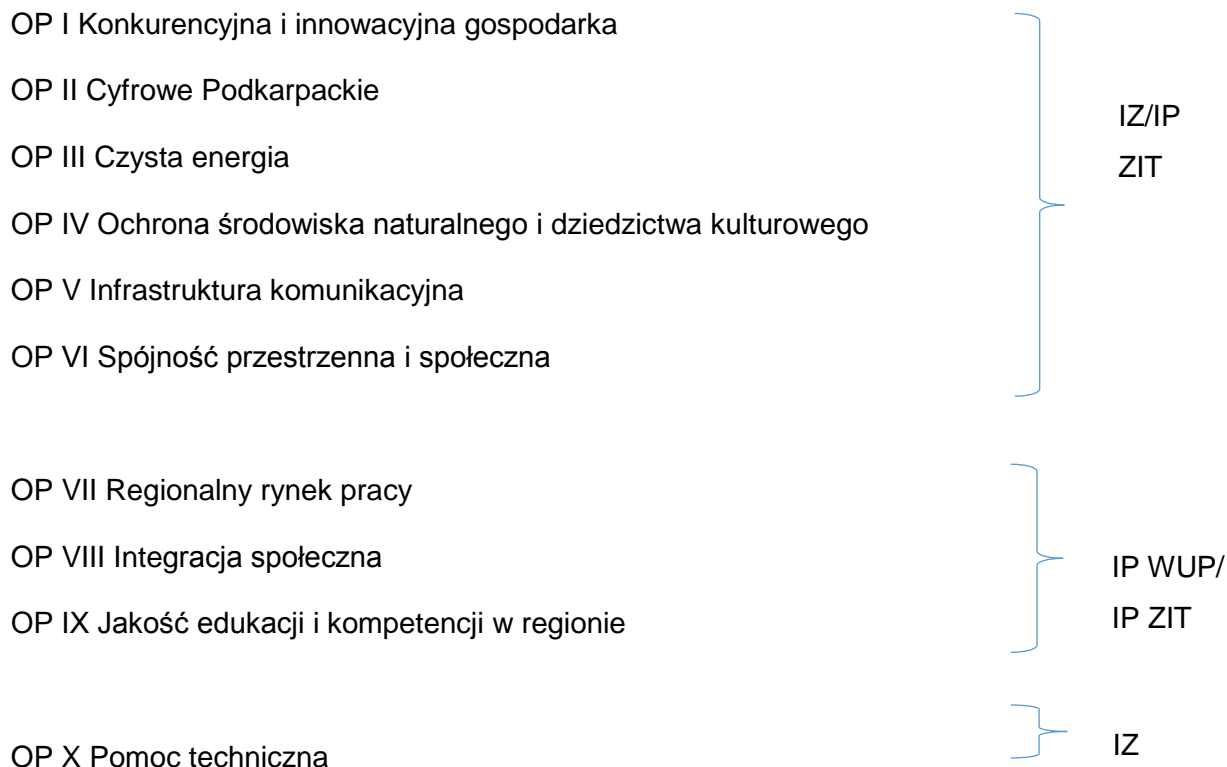 OP I Konkurencyjna i innowacyjna gospodarka
OP II Cyfrowe Podkarpackie
OP III Czysta energia
OP IV Ochrona środowiska naturalnego i dziedzictwa kulturowego
OP V Infrastruktura komunikacyjna
OP VI Spójność przestrzenna i społeczna
IZ/IP
ZIT
OP VII Regionalny rynek pracy
OP VIII Integracja społeczna
OP IX Jakość edukacji i kompetencji w regionie
IP WUP/
IP ZIT
OP X Pomoc techniczna
IZ